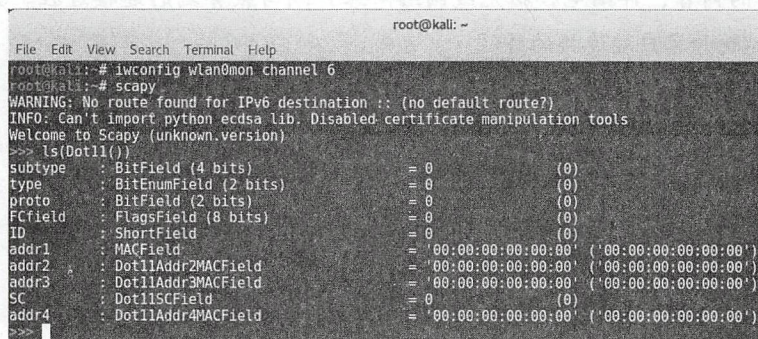 root@kali: ~
File Edit View Search Terminal Help
root@kali:~# iwconfig wlan0mon channel 6
root@kali:~# scapy
WARNING: No route found for IPv6 destination :: (no default route?)
INFO: Can't import python ecdsa lib. Disabled certificate manipulation tools
Welcome to Scapy (unknown.version)
>>> ls(Dot11())
subtype : BitField (4 bits) = 0 (0)
type : BitEnumField (2 bits) = 0 (0)
proto : BitField (2 bits) = 0 (0)
FCfield : FlagsField (8 bits) = 0 (0)
ID : ShortField = 0 (0)
addr1 : MACField = '00:00:00:00:00:00' ('00:00:00:00:00:00')
addr2 : Dot11Addr2MACField = '00:00:00:00:00:00' ('00:00:00:00:00:00')
addr3 : Dot11Addr3MACField = '00:00:00:00:00:00' ('00:00:00:00:00:00')
SC : Dot11SCField = 0 (0)
addr4 : Dot11Addr4MACField = '00:00:00:00:00:00' ('00:00:00:00:00:00')
>>>